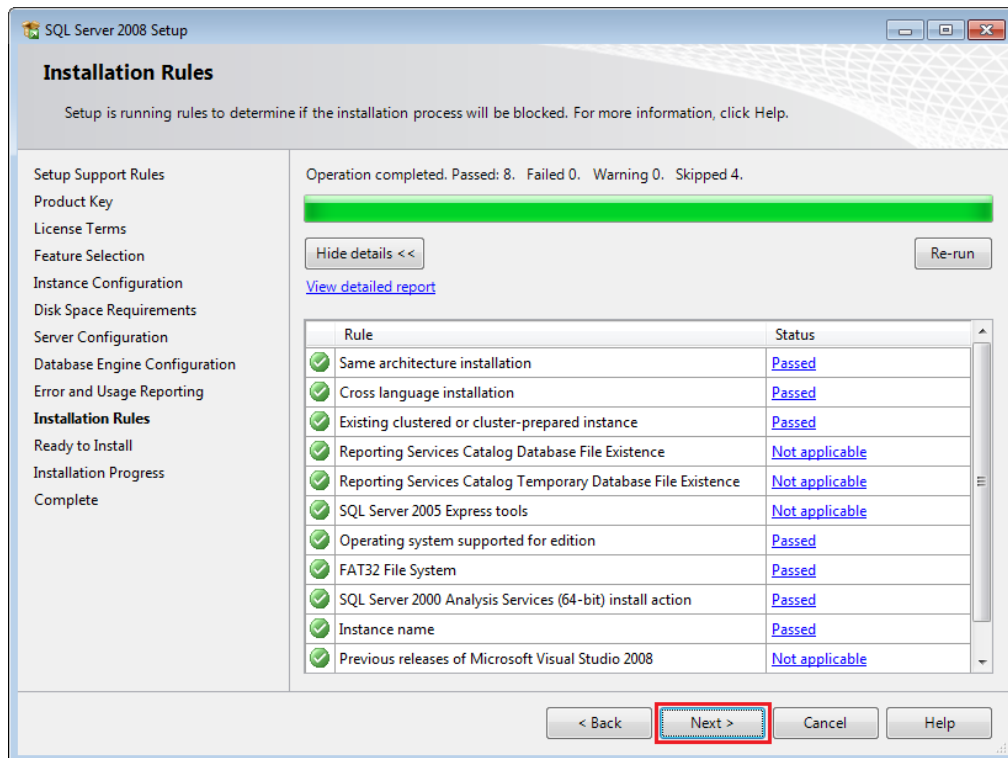 SQL Server 2008 Setup
Installation Rules
Setup is running rules to determine if the installation process will be blocked. For more information, click Help.
Setup Support Rules
Product Key
License Terms
Feature Selection
Instance Configuration
Disk Space Requirements
Server Configuration
Database Engine Configuration
Error and Usage Reporting
Installation Rules
Ready to Install
Installation Progress
Complete
Operation completed. Passed: 8. Failed 0. Warning 0. Skipped 4.
Hide details << Re-run
View detailed report
Rule Status
Same architecture installation Passed
Cross language installation Passed
Existing clustered or cluster-prepared instance Passed
Reporting Services Catalog Database File Existence Not applicable
Reporting Services Catalog Temporary Database File Existence Not applicable
SQL Server 2005 Express tools Not applicable
Operating system supported for edition Passed
FAT32 File System Passed
SQL Server 2000 Analysis Services (64-bit) install action Passed
Instance name Passed
Previous releases of Microsoft Visual Studio 2008 Not applicable
< Back Next > Cancel Help